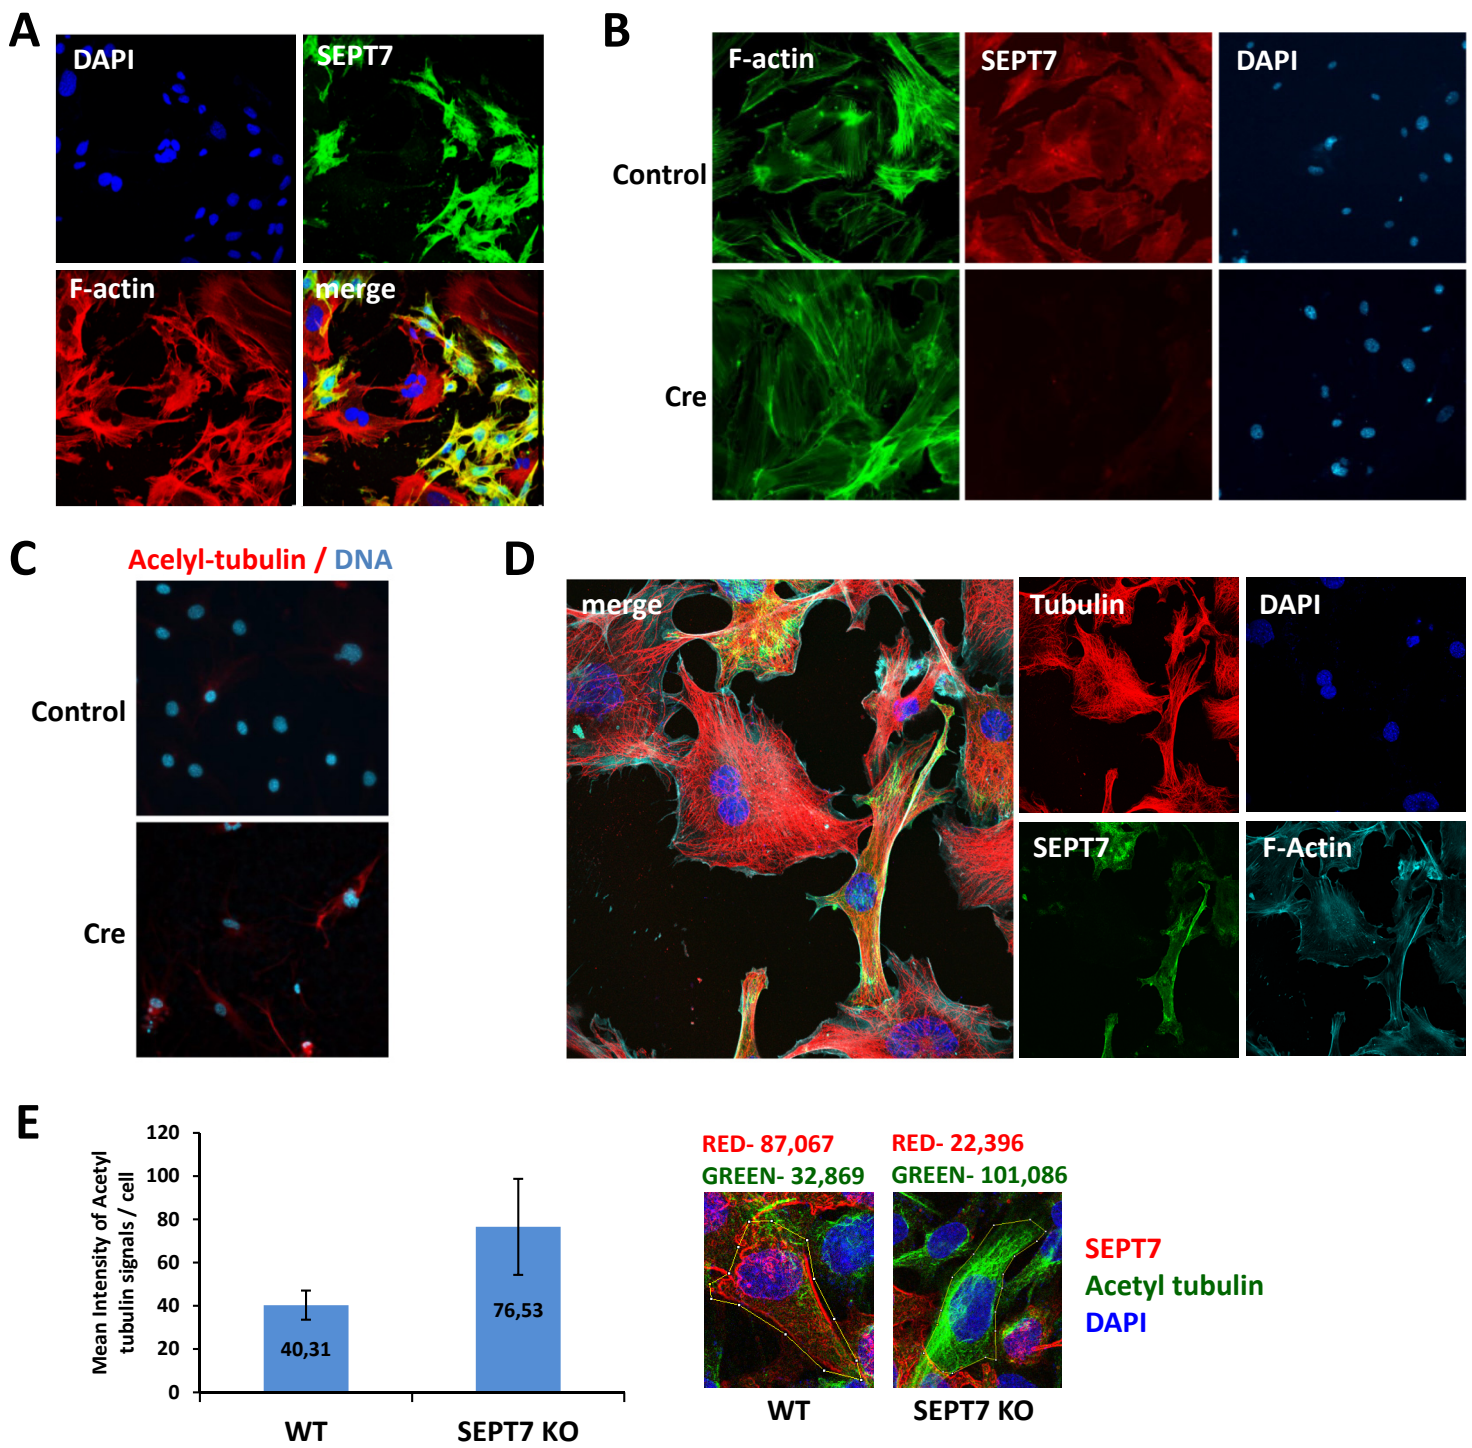 A
DAPI
SEPT7
F-actin
merge
B
F-actin
SEPT7
DAPI
Control
Cre
C
Acelyl-tubulin / DNA
Control
Cre
D
merge
Tubulin
DAPI
SEPT7
F-Actin
E
Mean Intensity of Acetyl
tubulin signals / cell
120
100
80
60
40
20
0
40,31
76,53
WT
SEPT7 KO
RED- 87,067
GREEN- 32,869
RED- 22,396
GREEN- 101,086
WT
SEPT7 KO
SEPT7
Acetyl tubulin
DAPI